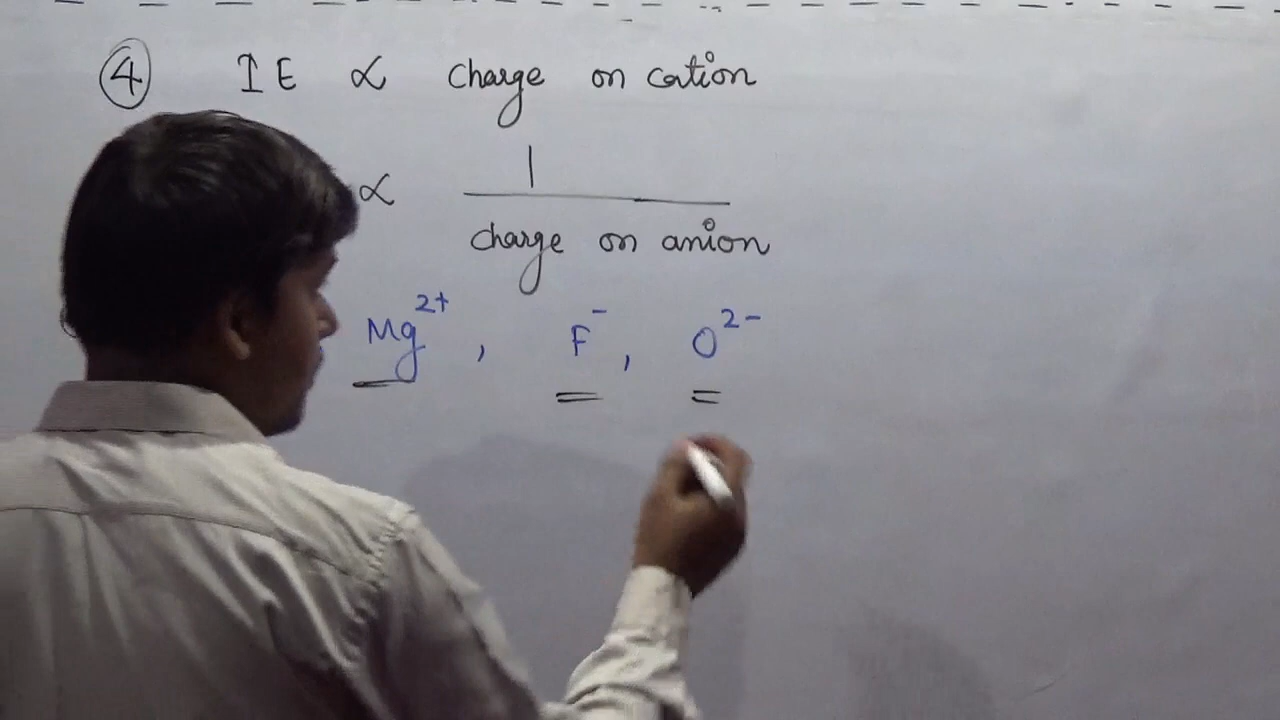 ④ IE ∝ charge on cation
∝ 1
charge on anion
Mg²⁺, F⁻, O²⁻